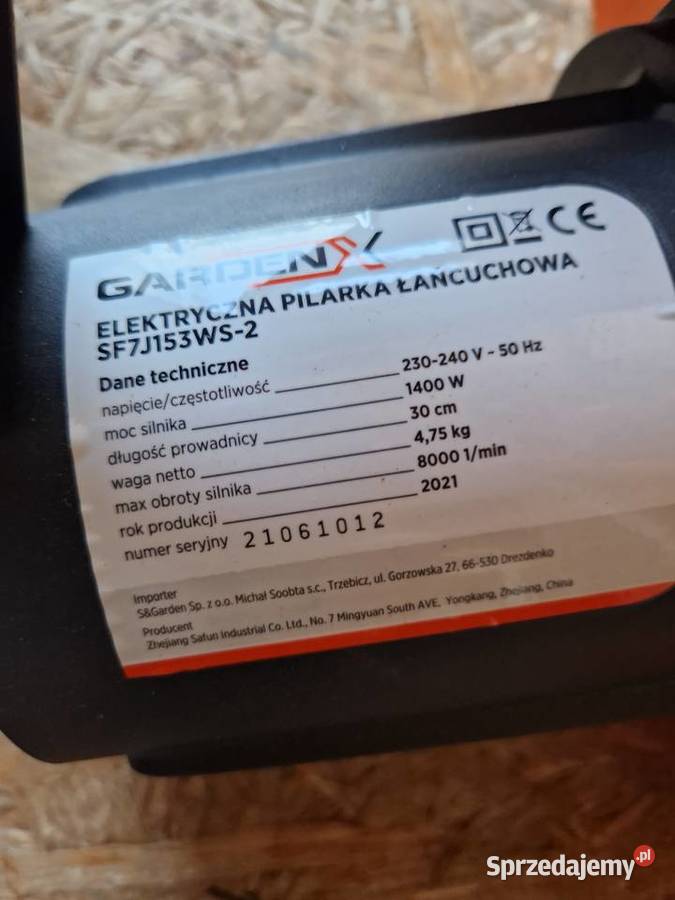 GARDENX
CE
ELEKTRYCZNA PILARKA ŁAŃCUCHOWA
SF7J153WS-2
Dane techniczne
napięcie/częstotliwość 230-240 V ~ 50 Hz
moc silnika 1400 W
długość prowadnicy 30 cm
waga netto 4,75 kg
max obroty silnika 8000 1/min
rok produkcji 2021
numer seryjny 21061012
Importer
S&Garden Sp. z o.o. Michał Soobta s.c., Trzebicz, ul. Gorzowska 27, 66-530 Drezdenko
Producent
Zhejiang Safun Industrial Co. Ltd., No. 7 Mingyuan South AVE, Yongkang, Zhejiang, China
Sprzedajemy.pl